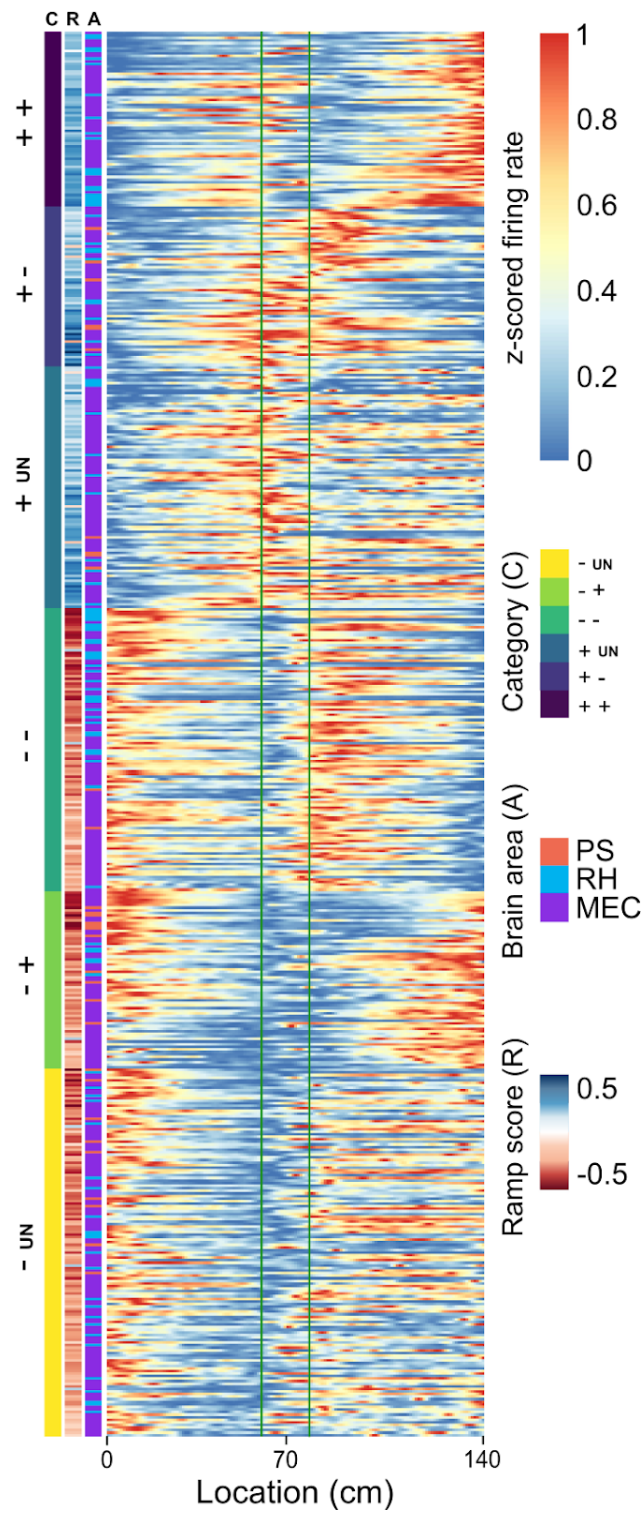 C R A
+ +
+ -
+ UN
- -
- +
- UN
0 70 140
Location (cm)
z-scored firing rate
1
0.8
0.6
0.4
0.2
0
Category (C)
- UN
- +
- -
+ UN
+ -
+ +
Brain area (A)
PS
RH
MEC
Ramp score (R)
0.5
-0.5